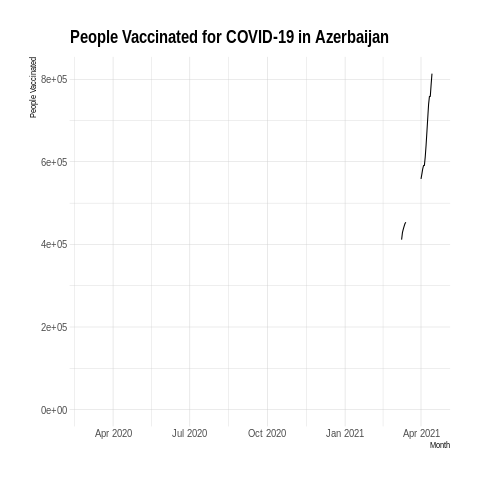 People Vaccinated for COVID-19 in Azerbaijan
People Vaccinated
8e+05
6e+05
4e+05
2e+05
0e+00
Apr 2020 Jul 2020 Oct 2020 Jan 2021 Apr 2021
Month